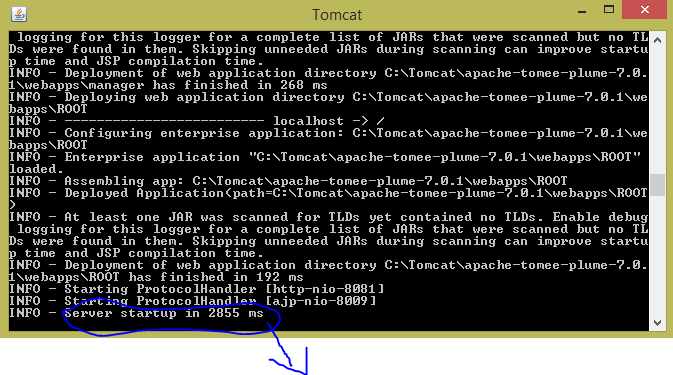 Tomcat
logging for this logger for a complete list of JARs that were scanned but no TL
Ds were found in them. Skipping unneeded JARs during scanning can improve startu
p time and JSP compilation time.
INFO - Deployment of web application directory C:\Tomcat\apache-tomee-plume-7.0.
1\webapps\manager has finished in 268 ms
INFO - Deploying web application directory C:\Tomcat\apache-tomee-plume-7.0.1\we
bapps\ROOT
INFO - ------------------------- localhost -> /
INFO - Configuring enterprise application: C:\Tomcat\apache-tomee-plume-7.0.1\we
bapps\ROOT
INFO - Enterprise application "C:\Tomcat\apache-tomee-plume-7.0.1\webapps\ROOT"
loaded.
INFO - Assembling app: C:\Tomcat\apache-tomee-plume-7.0.1\webapps\ROOT
INFO - Deployed Application(path=C:\Tomcat\apache-tomee-plume-7.0.1\webapps\ROOT
)
INFO - At least one JAR was scanned for TLDs yet contained no TLDs. Enable debug
logging for this logger for a complete list of JARs that were scanned but no TL
Ds were found in them. Skipping unneeded JARs during scanning can improve startu
p time and JSP compilation time.
INFO - Deployment of web application directory C:\Tomcat\apache-tomee-plume-7.0.
1\webapps\ROOT has finished in 192 ms
INFO - Starting ProtocolHandler [http-nio-8081]
INFO - Starting ProtocolHandler [ajp-nio-8009]
INFO - Server startup in 2855 ms